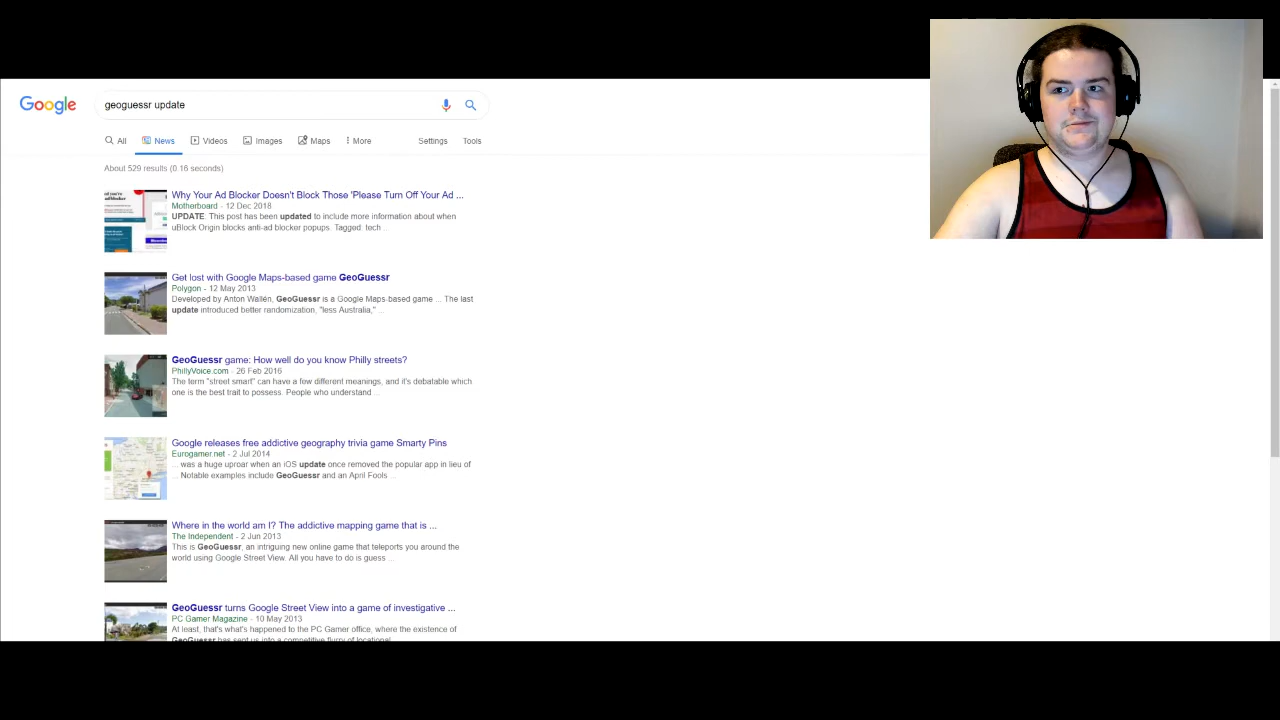 Google
geoguessr update
All News Videos Images Maps More Settings Tools
About 529 results (0.16 seconds)
Why Your Ad Blocker Doesn't Block Those 'Please Turn Off Your Ad ...
Motherboard - 12 Dec 2018
UPDATE: This post has been updated to include more information about when
uBlock Origin blocks anti-ad blocker popups. Tagged: tech ...
Get lost with Google Maps-based game GeoGuessr
Polygon - 12 May 2013
Developed by Anton Wallén, GeoGuessr is a Google Maps-based game ... The last
update introduced better randomization, "less Australia," ...
GeoGuessr game: How well do you know Philly streets?
PhillyVoice.com - 26 Feb 2016
The term "street smart" can have a few different meanings, and it's debatable which
one is the best trait to possess. People who understand ...
Google releases free addictive geography trivia game Smarty Pins
Eurogamer.net - 2 Jul 2014
... was a huge uproar when an iOS update once removed the popular app in lieu of
... Notable examples include GeoGuessr and an April Fools ...
Where in the world am I? The addictive mapping game that is ...
The Independent - 2 Jun 2013
This is GeoGuessr, an intriguing new online game that teleports you around the
world using Google Street View. All you have to do is guess ...
GeoGuessr turns Google Street View into a game of investigative ...
PC Gamer Magazine - 10 May 2013
At least, that's what's happened to the PC Gamer office, where the existence of
GeoGuessr has sent us into a competitive flurry of locational